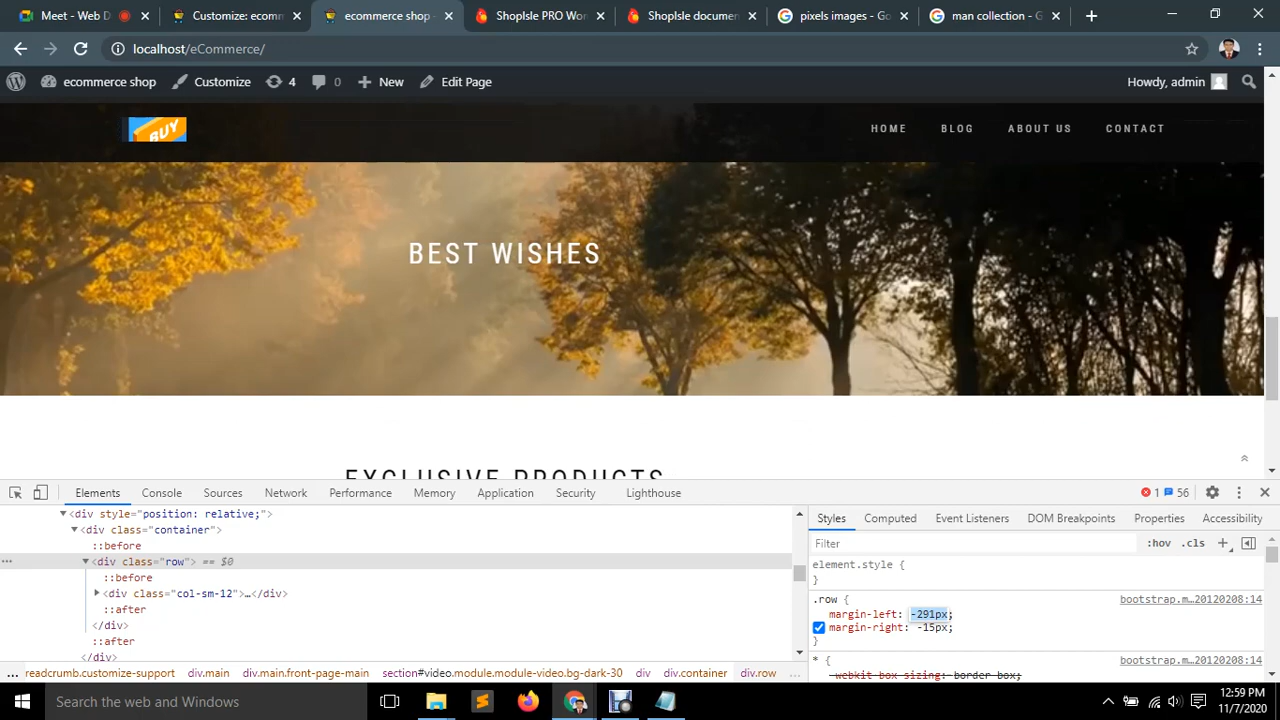 Meet - Web D
Customize: ecomm
ecommerce shop -
ShopIsle PRO Wor
ShopIsle documen
pixels images - Go
man collection - G
localhost/eCommerce/
ecommerce shop
Customize
4
0
New
Edit Page
Howdy, admin
BUY
HOME
BLOG
ABOUT US
CONTACT
BEST WISHES
EXCLUSIVE PRODUCTS
Elements
Console
Sources
Network
Performance
Memory
Application
Security
Lighthouse
1
56
<div style="position: relative;">
<div class="container">
::before
<div class="row"> == $0
::before
<div class="col-sm-12">…</div>
::after
</div>
::after
</div>
readcrumb.customize-support
div.main
div.main.front-page-main
section#video.module.module-video.bg-dark-30
div
div.container
div.row
Styles
Computed
Event Listeners
DOM Breakpoints
Properties
Accessibility
Filter
:hov
.cls
element.style {
}
.row {
bootstrap.m…20120208:14
margin-left: -291px;
margin-right: -15px;
}
* {
bootstrap.m…20120208:14
-webkit-box-sizing: border-box;
Search the web and Windows
12:59 PM
11/7/2020